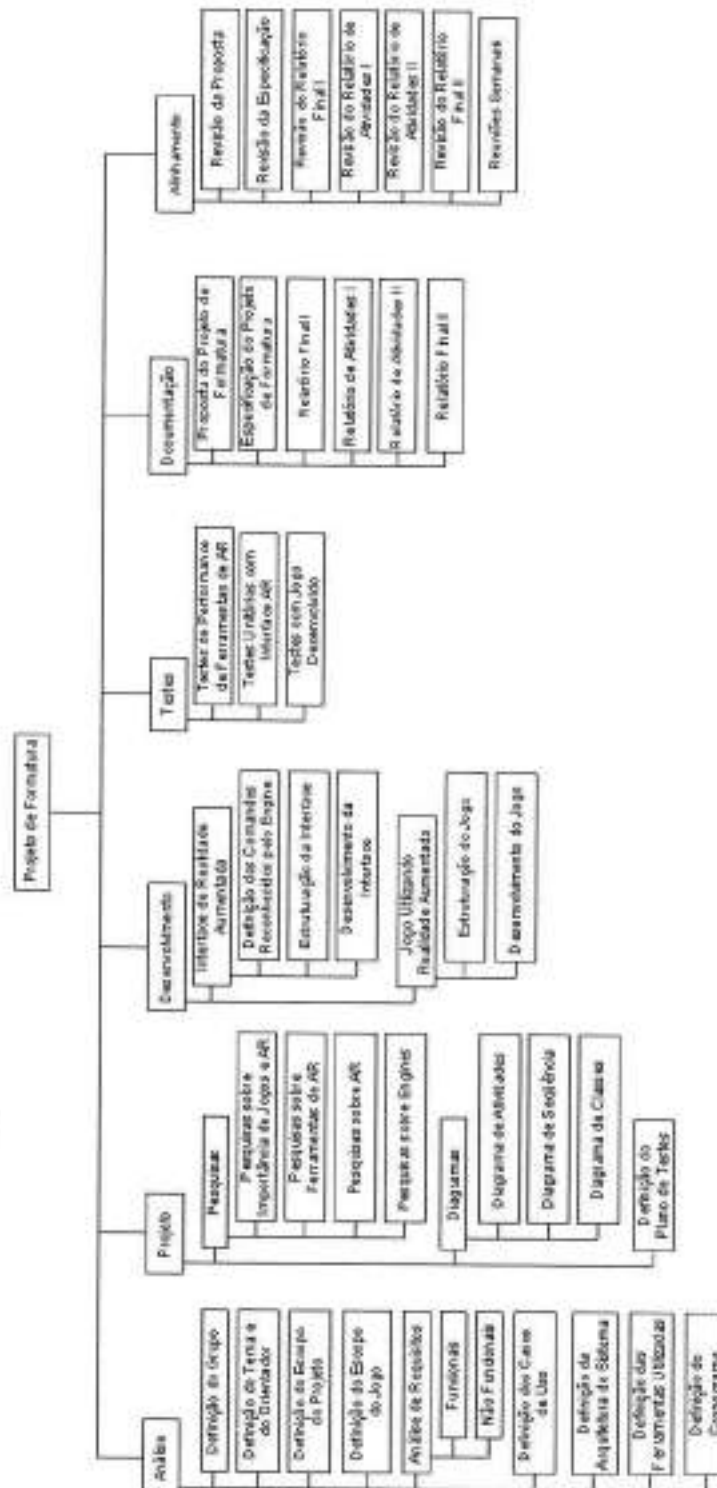 Projeto de Formatura
Análise
Definição do Grupo
Definição do Tema e
do Orientador
Definição do Escopo
do Projeto
Definição do Escopo
do Jogo
Análise de Requisitos
Funcionais
Não Funcionais
Definição dos Casos
de Uso
Definição da
Arquitetura do Sistema
Definição das
Ferramentas Utilizadas
Definição do
Cronograma
Projeto
Pesquisas
Pesquisas sobre
Importância de Jogos e AR
Pesquisas sobre
Ferramentas de AR
Pesquisas sobre AR
Pesquisas sobre Engines
Diagramas
Diagrama de Atividades
Diagrama de Seqüência
Diagrama de Classes
Definição do
Plano de Testes
Desenvolvimento
Interface de Realidade
Aumentada
Definição dos Comandos
Reconhecidos pelo Engine
Estruturação da Interface
Desenvolvimento da
Interface
Jogo Utilizando
Realidade Aumentada
Estruturação do Jogo
Desenvolvimento do Jogo
Testes
Testes de Performance
de Ferramentas de AR
Testes Unitários com
Interface AR
Testes com Jogo
Desenvolvido
Documentação
Proposta do Projeto de
Formatura
Especificação do Projeto
de Formatura
Relatório Final I
Relatório de Atividades I
Relatório de Atividades II
Relatório Final II
Alinhamento
Revisão da Proposta
Revisão da Especificação
Revisão do Relatório
Final I
Revisão do Relatório de
Atividades I
Revisão do Relatório de
Atividades II
Revisão do Relatório
Final II
Reuniões Semanais